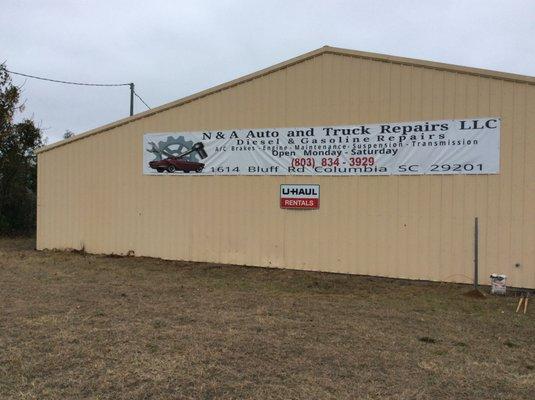 N & A Auto and Truck Repairs LLC
Diesel & Gasoline Repairs
A/C Brakes -Engine -Maintenance-Suspension -Transmission
Open Monday - Saturday
(803) 834 - 3929
1614 Bluff Rd Columbia SC 29201
U-HAUL
RENTALS